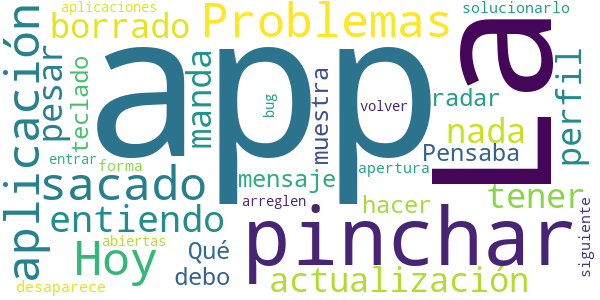 aplicaciones
solucionarlo
borrado
Problemas
aplicación
pesar
teclado
manda
app
La
muestra
bug
volver
radar
perfil
nada
Pensaba
entrar
forma
sacado
mensaje
apertura
tener
arreglen
hacer
entiendo
pinchar
siguiente
abiertas
Hoy
Qué
debo
actualización
desaparece